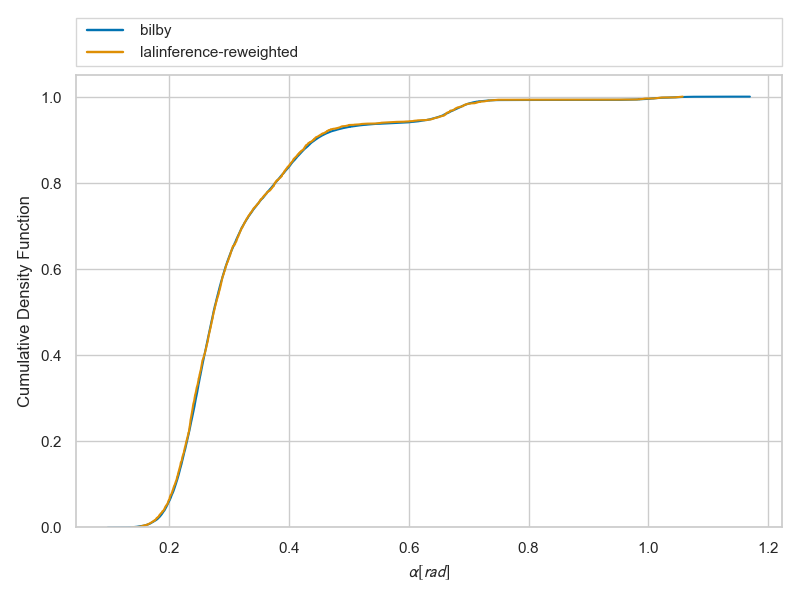 bilby
lalinference-reweighted
1.0
0.8
0.6
0.4
0.2
0.0
Cumulative Density Function
0.2 0.4 0.6 0.8 1.0 1.2
α[rad]